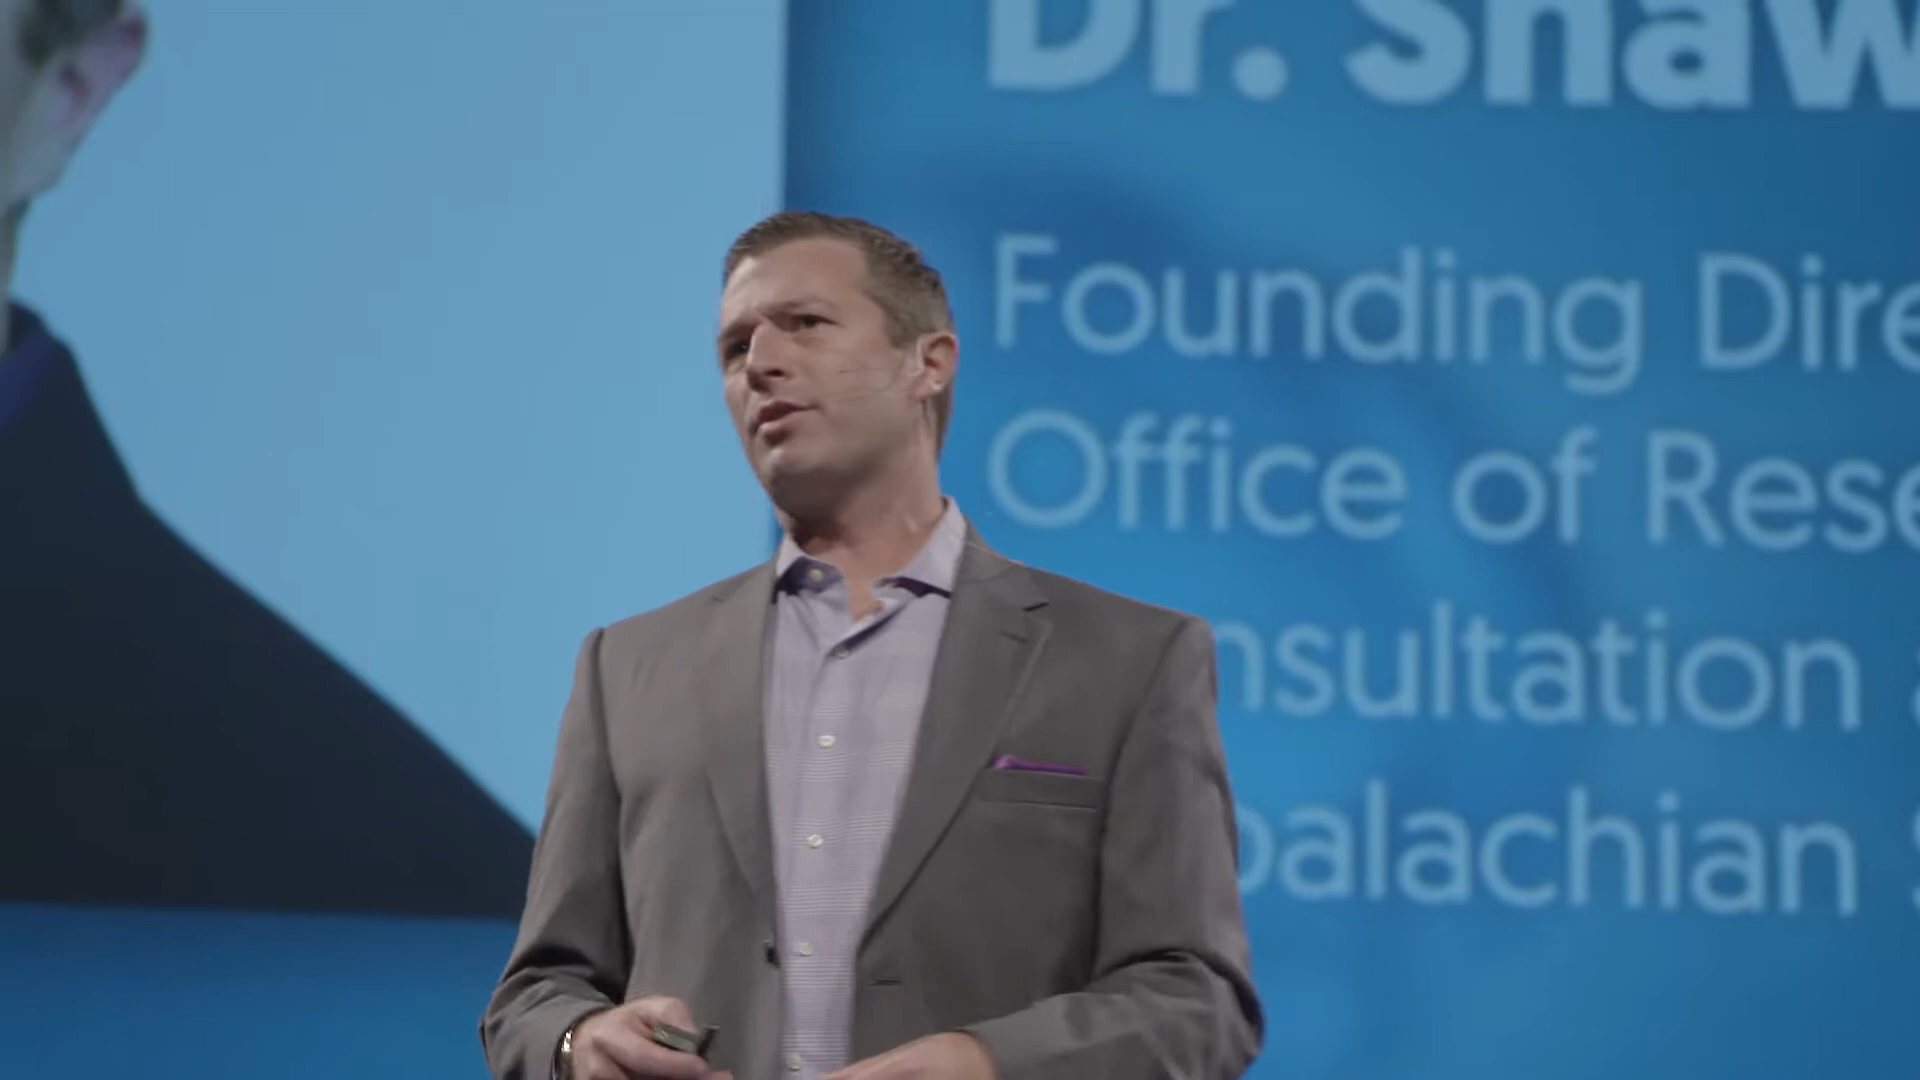 Dr. Shaw
Founding Dire
Office of Rese
nsultation
palachian S